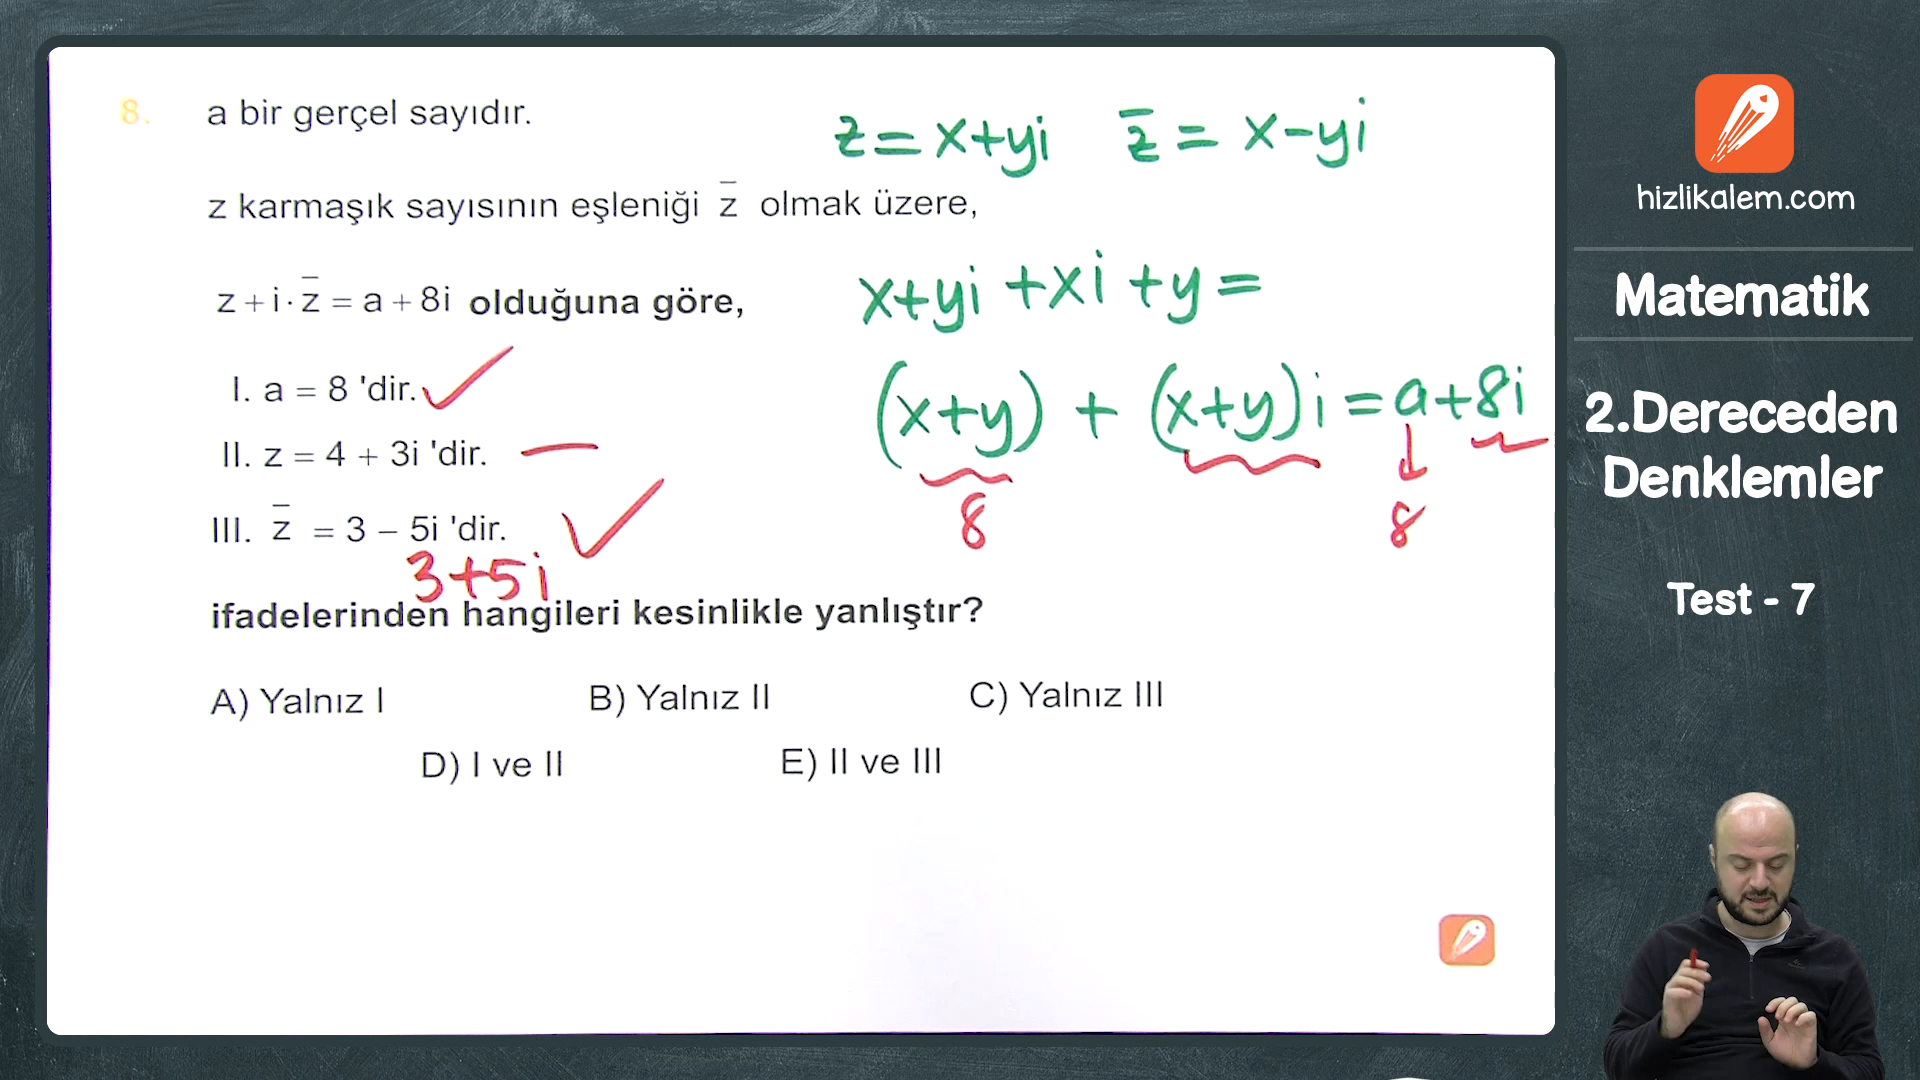 8. a bir gerçel sayıdır.
z = x+yi z̄ = x-yi
z karmaşık sayısının eşleniği z̄ olmak üzere,
z + i · z̄ = a + 8i olduğuna göre,
x+yi +xi +y =
I. a = 8 'dir.
(x+y) + (x+y)i = a+8i
8 8
II. z = 4 + 3i 'dir.
III. z̄ = 3 – 5i 'dir.
3+5i
ifadelerinden hangileri kesinlikle yanlıştır?
A) Yalnız I B) Yalnız II C) Yalnız III
D) I ve II E) II ve III
hizlikalem.com
Matematik
2.Dereceden
Denklemler
Test - 7